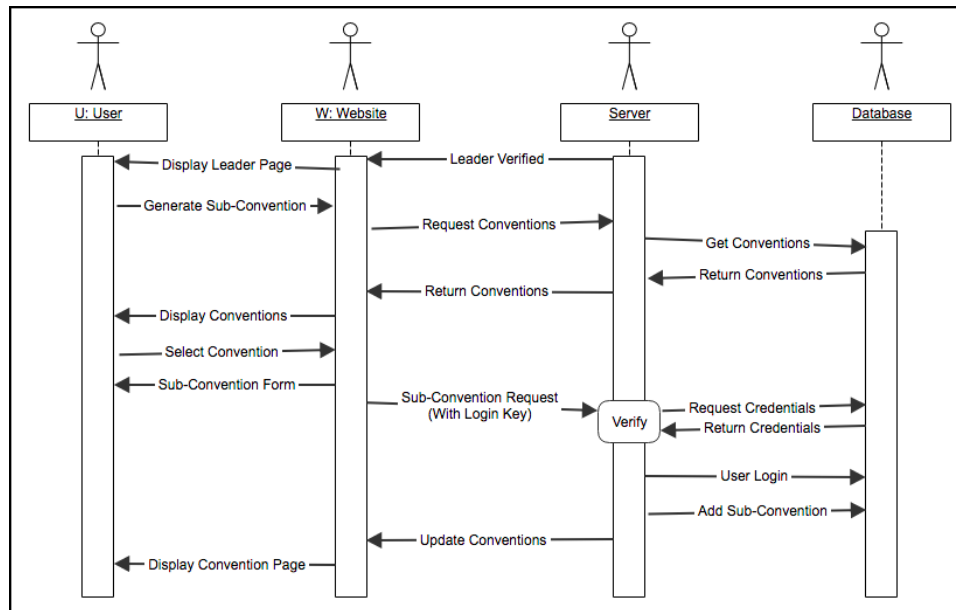 U: User
W: Website
Server
Database
Display Leader Page
Leader Verified
Generate Sub-Convention
Request Conventions
Get Conventions
Return Conventions
Return Conventions
Display Conventions
Select Convention
Sub-Convention Form
Sub-Convention Request
(With Login Key)
Verify
Request Credentials
Return Credentials
User Login
Add Sub-Convention
Update Conventions
Display Convention Page